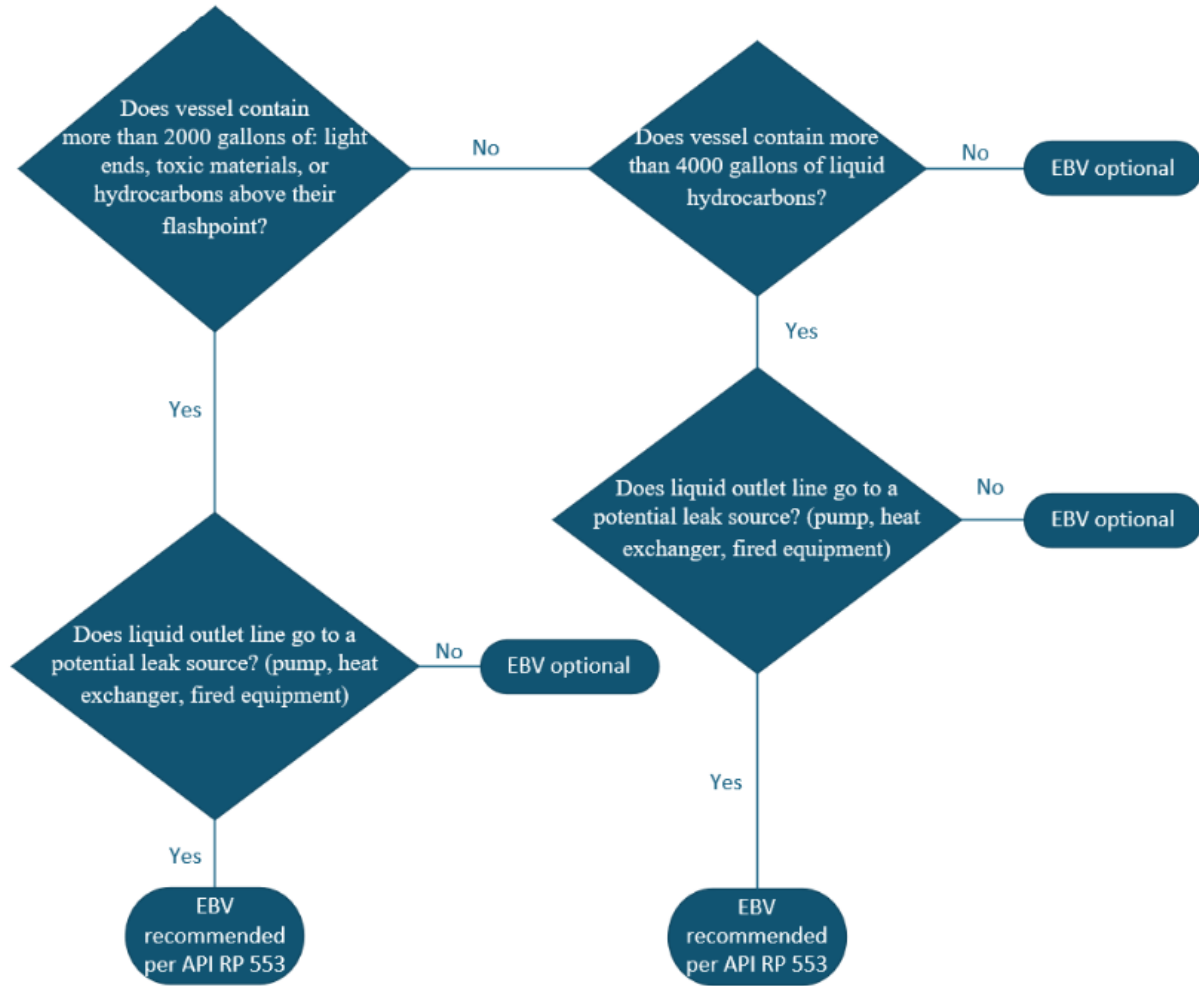 Does vessel contain
more than 2000 gallons of: light
ends, toxic materials, or
hydrocarbons above their
flashpoint?
No
Does vessel contain more
than 4000 gallons of liquid
hydrocarbons?
No
EBV optional
Yes
Yes
Does liquid outlet line go to a
potential leak source? (pump, heat
exchanger, fired equipment)
No
EBV optional
Does liquid outlet line go to a
potential leak source? (pump, heat
exchanger, fired equipment)
No
EBV optional
Yes
Yes
EBV
recommended
per API RP 553
EBV
recommended
per API RP 553